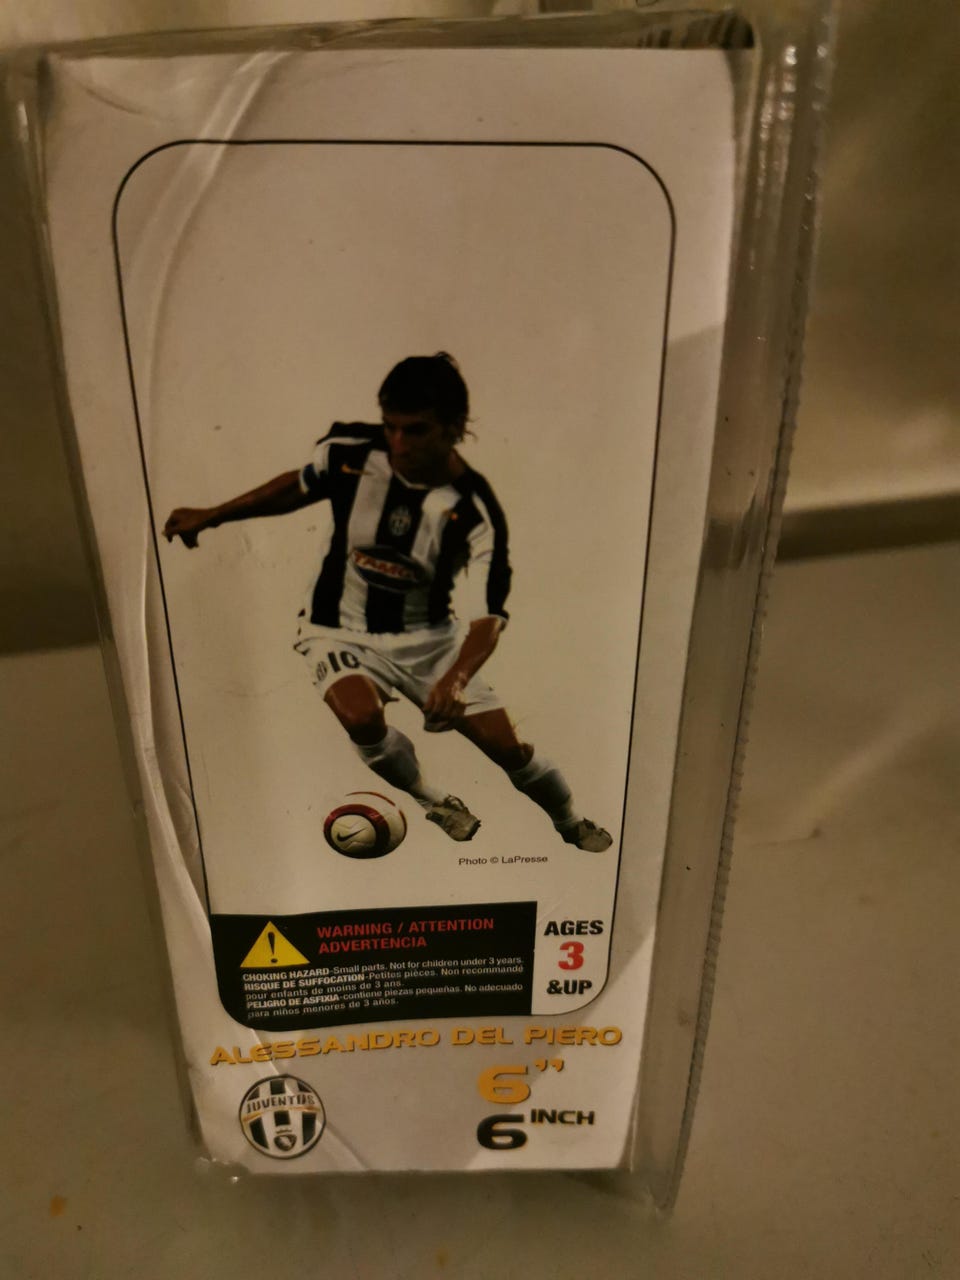 TAMOIL
10
Photo © LaPresse
WARNING / ATTENTION
ADVERTENCIA
CHOKING HAZARD-Small parts. Not for children under 3 years.
RISQUE DE SUFFOCATION-Petites pièces. Non recommandé
pour enfants de moins de 3 ans.
PELIGRO DE ASFIXIA-contiene piezas pequeñas. No adecuado
para niños menores de 3 años.
AGES
3
&UP
ALESSANDRO DEL PIERO
6"
6 INCH
JUVENTUS